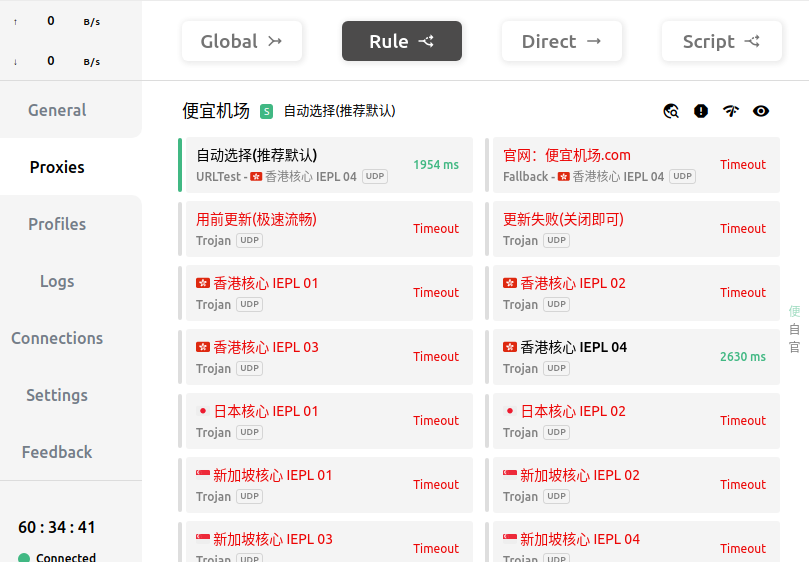 ↑ 0 B/s
↓ 0 B/s
Global
Rule
Direct
Script
General
Proxies
Profiles
Logs
Connections
Settings
Feedback
60 : 34 : 41
Connected
便宜机场 S 自动选择(推荐默认)
自动选择(推荐默认)
URLTest - 香港核心 IEPL 04 UDP
1954 ms
官网：便宜机场.com
Fallback - 香港核心 IEPL 04 UDP
Timeout
用前更新(极速流畅)
Trojan UDP
Timeout
更新失败(关闭即可)
Trojan UDP
Timeout
香港核心 IEPL 01
Trojan UDP
Timeout
香港核心 IEPL 02
Trojan UDP
Timeout
香港核心 IEPL 03
Trojan UDP
Timeout
香港核心 IEPL 04
Trojan UDP
2630 ms
日本核心 IEPL 01
Trojan UDP
Timeout
日本核心 IEPL 02
Trojan UDP
Timeout
新加坡核心 IEPL 01
Trojan UDP
Timeout
新加坡核心 IEPL 02
Trojan UDP
Timeout
新加坡核心 IEPL 03
Trojan UDP
Timeout
新加坡核心 IEPL 04
Trojan UDP
Timeout
便
自
官